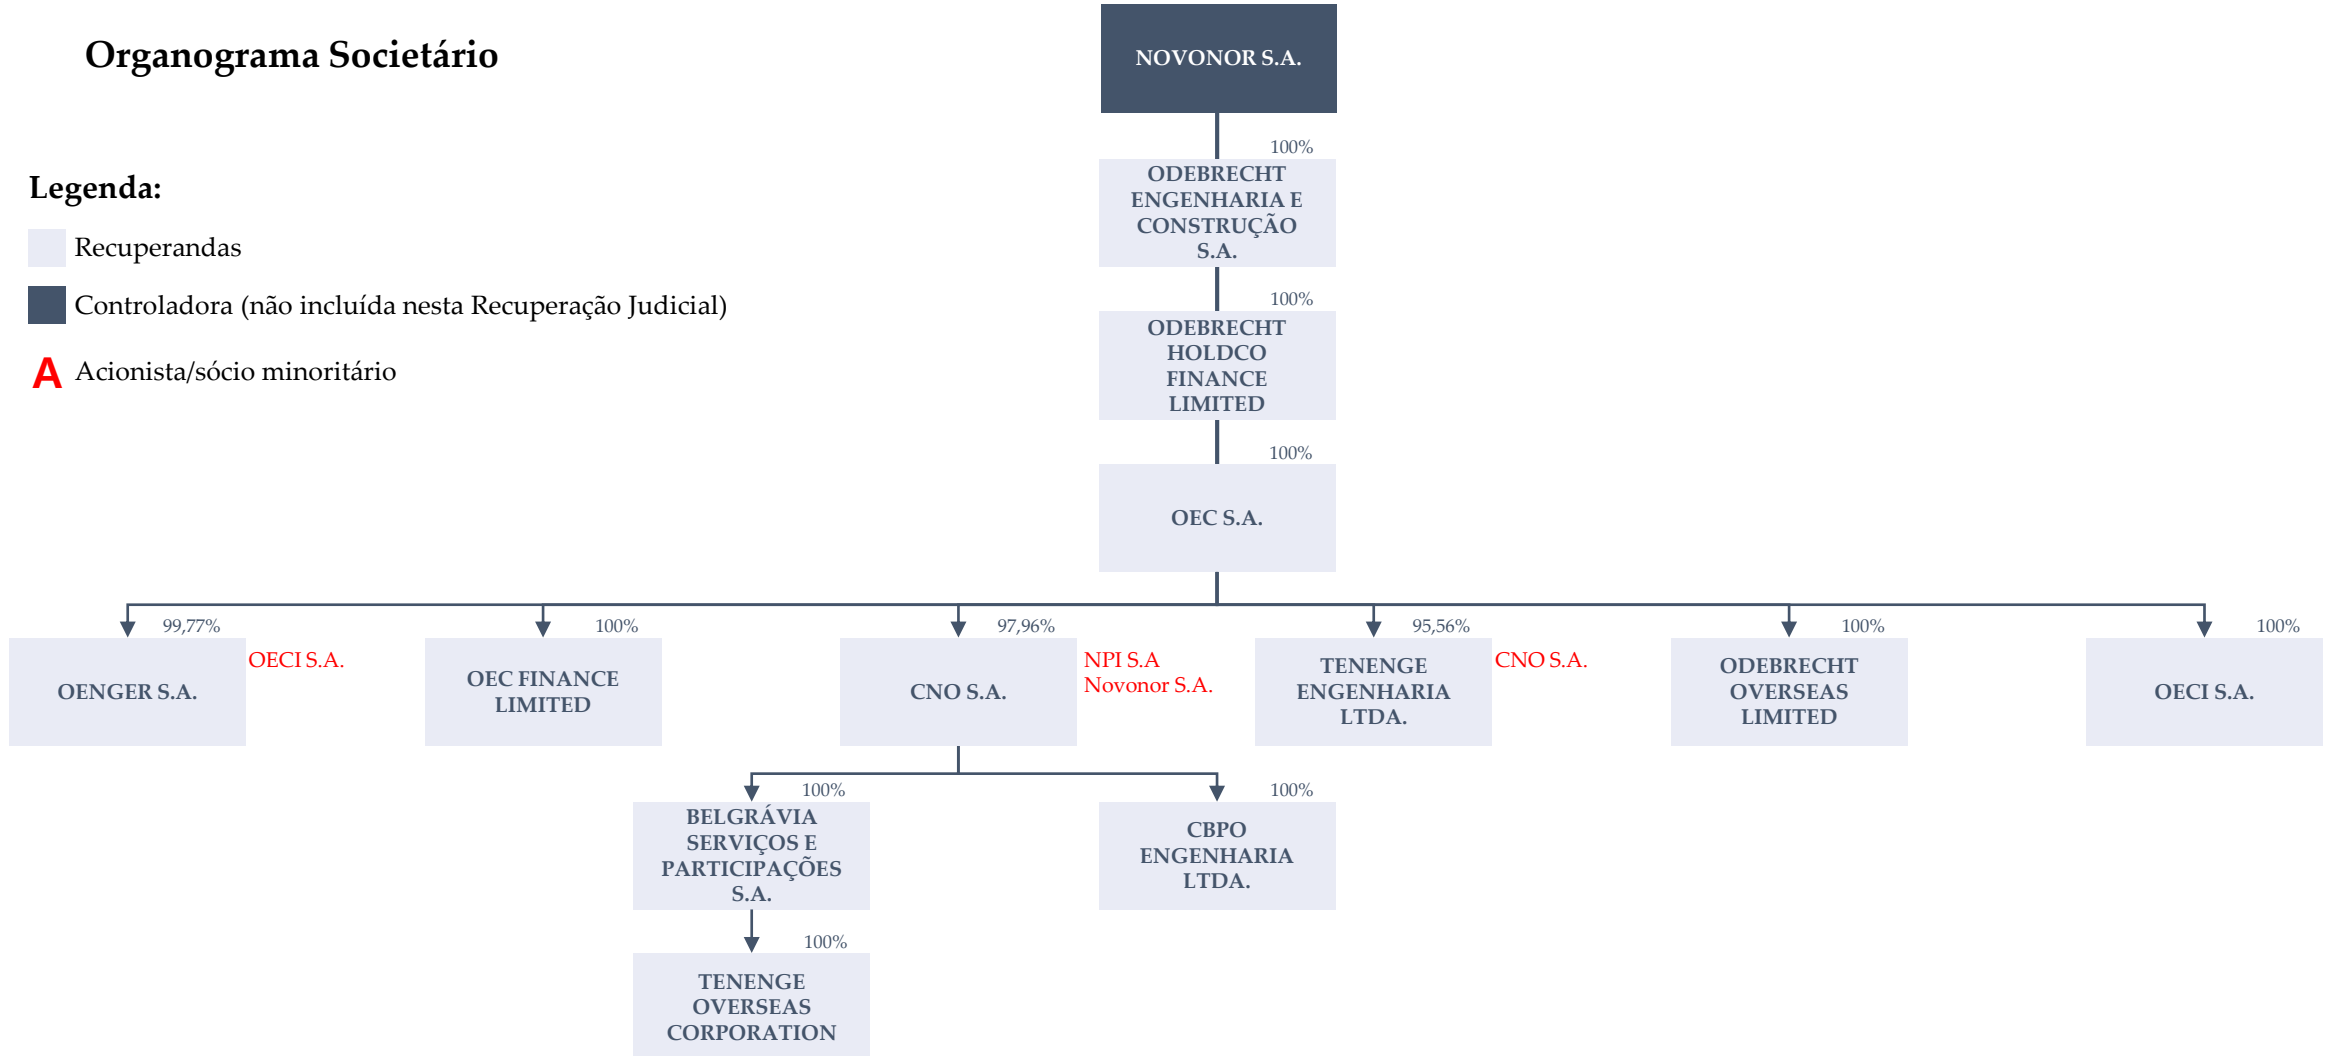 Organograma Societário
NOVONOR S.A.
100%
ODEBRECHT
ENGENHARIA E
CONSTRUÇÃO
S.A.
Legenda:
Recuperandas
Controladora (não incluída nesta Recuperação Judicial)
A Acionista/sócio minoritário
100%
ODEBRECHT
HOLDCO
FINANCE
LIMITED
100%
OEC S.A.
99,77%
OENGER S.A.
OECI S.A.
100%
OEC FINANCE
LIMITED
97,96%
CNO S.A.
NPI S.A
Novonor S.A.
95,56%
TENENGE
ENGENHARIA
LTDA.
CNO S.A.
100%
ODEBRECHT
OVERSEAS
LIMITED
100%
OECI S.A.
100%
BELGRÁVIA
SERVIÇOS E
PARTICIPAÇÕES
S.A.
100%
CBPO
ENGENHARIA
LTDA.
100%
TENENGE
OVERSEAS
CORPORATION